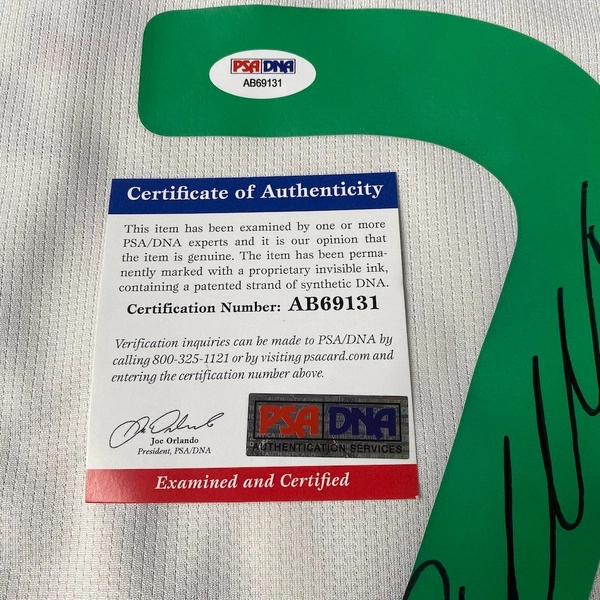 PSA DNA
AB69131
Certificate of Authenticity
This item has been examined by one or more
PSA/DNA experts and it is our opinion that
the item is genuine. The item has been perma-
nently marked with a proprietary invisible ink,
containing a patented strand of synthetic DNA.
Certification Number: AB69131
Verification inquiries can be made to PSA/DNA by
calling 800-325-1121 or by visiting psacard.com and
entering the certification number above.
Joe Orlando
President, PSA/DNA
PSA DNA
AUTHENTICATION SERVICES
Examined and Certified